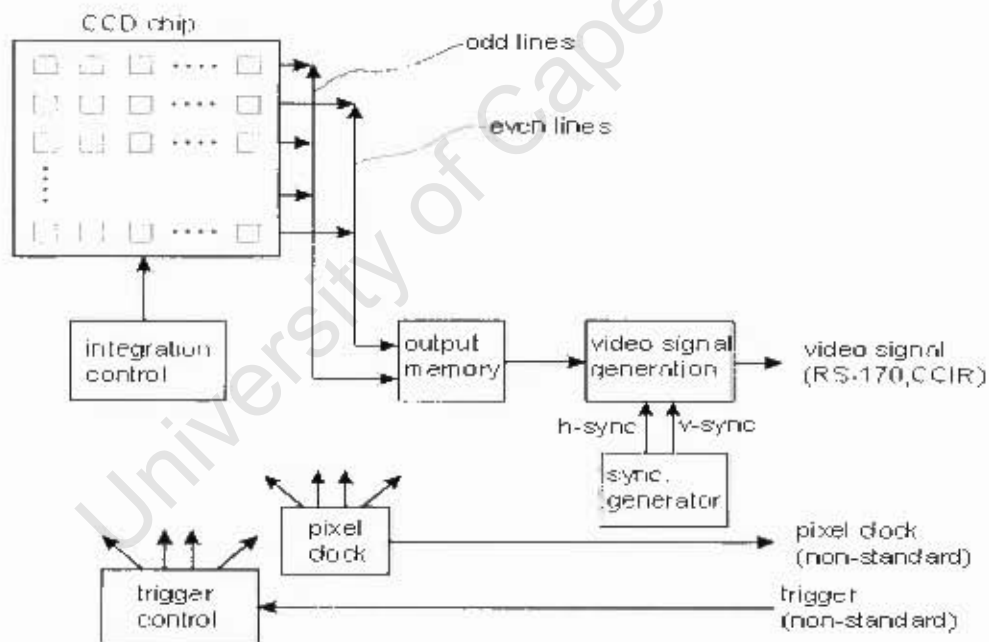 CCD chip
odd lines
even lines
integration
control
output
memory
video signal
generation
video signal
(RS-170,CCIR)
h-sync
v-sync
sync.
generator
pixel
clock
pixel clock
(non-standard)
trigger
control
trigger
(non-standard)
University of Cape